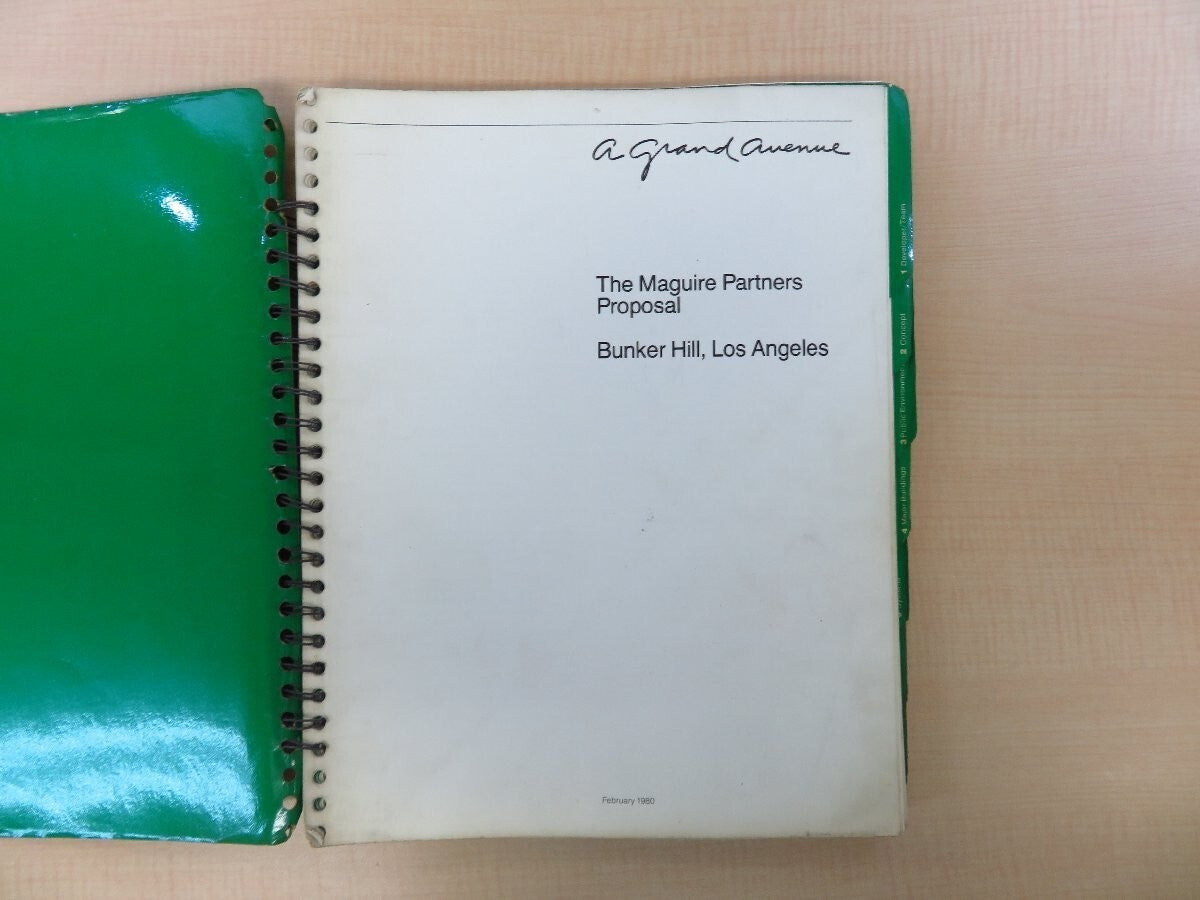 A Grand Avenue
The Maguire Partners
Proposal
Bunker Hill, Los Angeles
February 1980
1 Developer/Team
2 Concept
3 Public Environment
4 Major Buildings